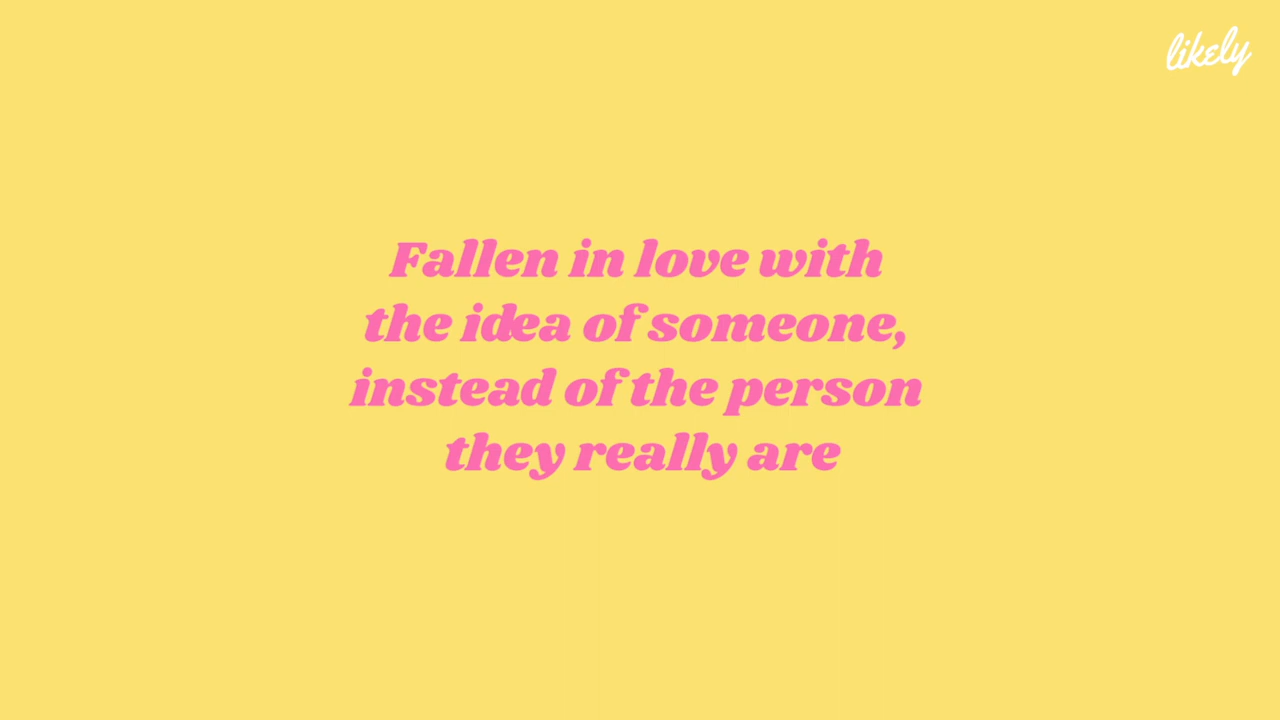 likely
Fallen in love with
the idea of someone,
instead of the person
they really are